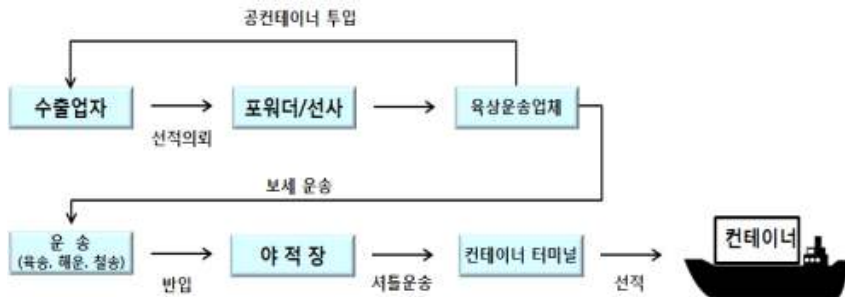 공컨테이너 투입
수출업자
포워더/선사
육상운송업체
선적의뢰
보세 운송
운 송
(육송, 해운, 철송)
야 적 장
컨테이너 터미널
컨테이너
반입
셔틀운송
선적